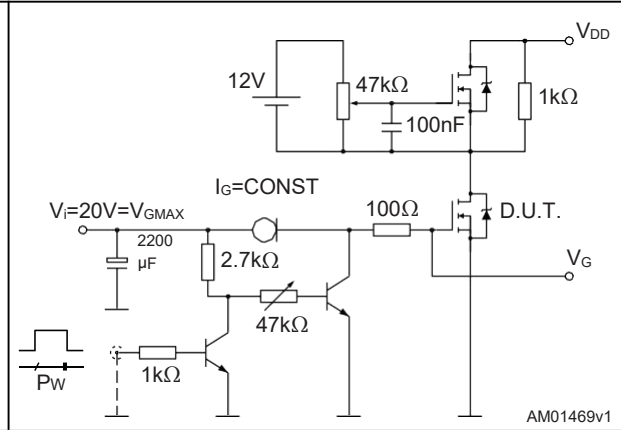 VDD
12V
47kΩ
1kΩ
100nF
IG=CONST
Vi=20V=VGMAX
100Ω
D.U.T.
2200
μF
2.7kΩ
VG
47kΩ
1kΩ
PW
AM01469v1